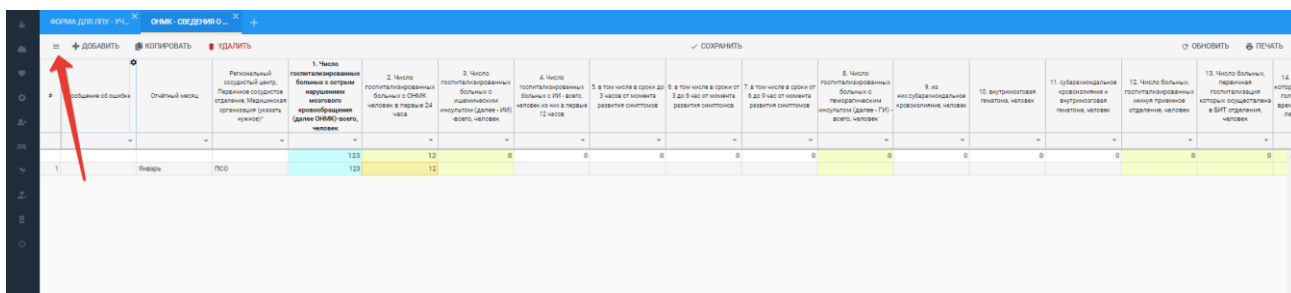 ФОРМА ДЛЯ ЛПУ - УЧ...
ОНМК - СВЕДЕНИЯ О ...
ДОБАВИТЬ
КОПИРОВАТЬ
УДАЛИТЬ
СОХРАНИТЬ
ОБНОВИТЬ
ПЕЧАТЬ
#
сообщение об ошибки
Отчётный месяц
Региональный
сосудистый центр,
Первичное сосудистое
отделение, Медицинская
организация (указать
нужное)*
1. Число
госпитализированных
больных с острым
нарушением
мозгового
кровообращения
(далее ОНМК)-всего,
человек
2. Число
госпитализированных
больных с ОНМК
человек в первые 24
часа
3. Число
госпитализированных
больных с
ишемическим
инсультом (далее - ИИ)
-всего, человек
4. Число
госпитализированных
больных с ИИ - всего,
человек из них в первые
12 часов
5. в том числе в сроки до
3 часов от момента
развития симптомов
6. в том числе в сроки от
3 до 6 час от момента
развития симптомов
7. в том числе в сроки от
6 до 9 час от момента
развития симптомов
8. Число
госпитализированных
больных с
геморрагическим
инсультом (далее - ГИ) -
всего, человек
9. из
них:субарахноидальное
кровоизлияние, человек
10. внутримозговая
гематома, человек
11. субарахноидальное
кровоизлияние и
внутримозговая
гематома, человек
12. Число больных,
госпитализированных
минуя приемное
отделение, человек
13. Число больных,
первичная
госпитализация
которых осуществлена
в БИТ отделения,
человек
14.
123 12 0 0 0 0 0 0 0 0 0 0 0
1 Январь ПСО 123 12